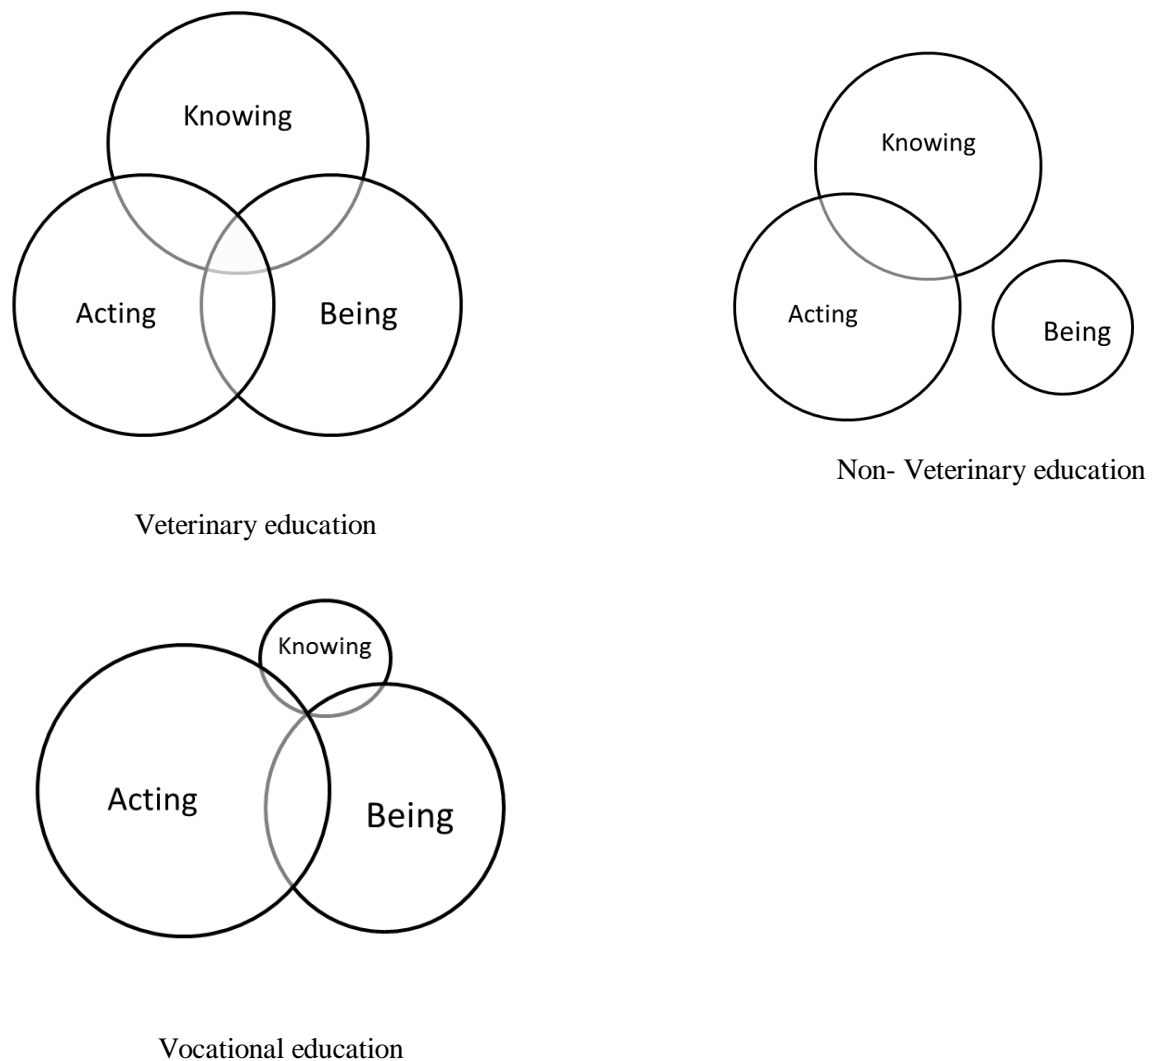 Knowing
Acting
Being
Veterinary education
Knowing
Acting
Being
Non- Veterinary education
Knowing
Acting
Being
Vocational education